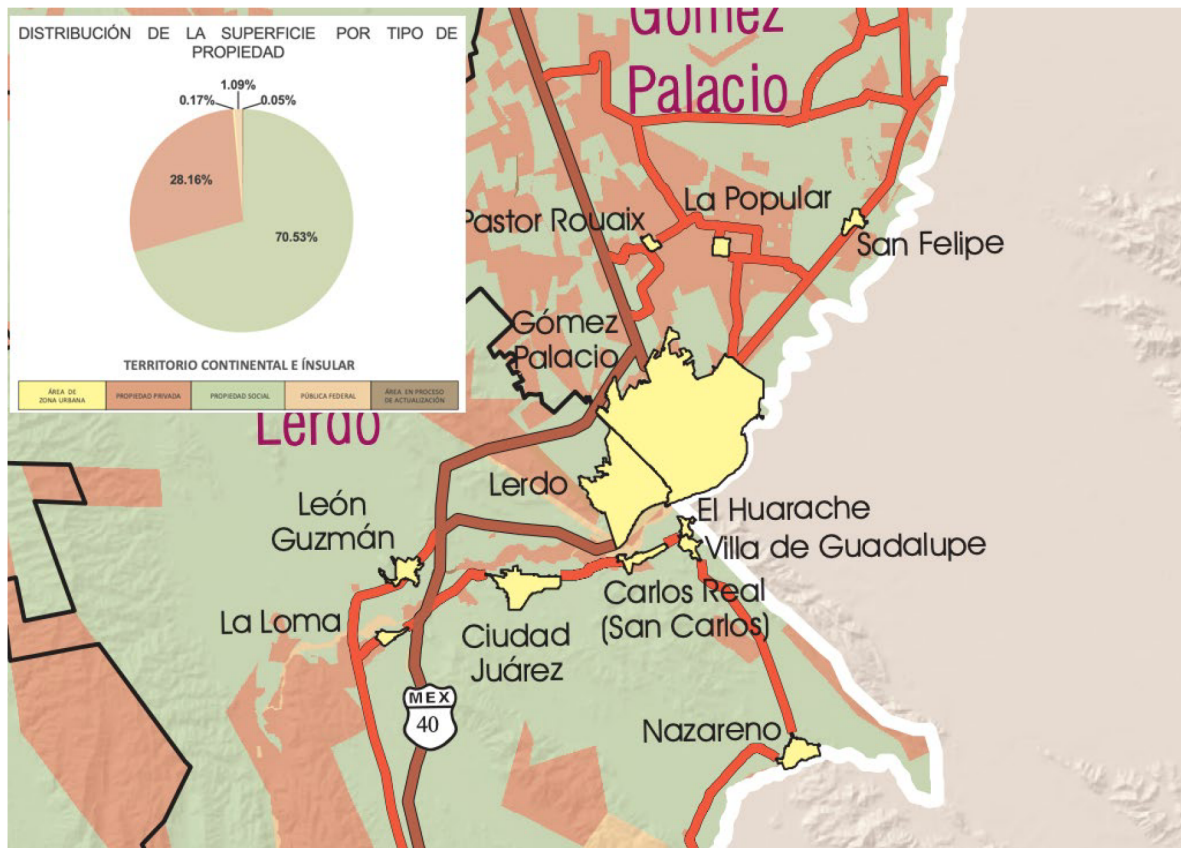 DISTRIBUCIÓN DE LA SUPERFICIE POR TIPO DE
PROPIEDAD
1.09%
0.17%
0.05%
28.16%
70.53%
TERRITORIO CONTINENTAL E ÍNSULAR
ÁREA DE
ZONA URBANA
PROPIEDAD PRIVADA
PROPIEDAD SOCIAL
PÚBLICA FEDERAL
ÁREA EN PROCESO
DE ACTUALIZACIÓN
Gómez
Palacio
La Popular
Pastor Rouaix
San Felipe
Gómez
Palacio
Lerdo
Lerdo
León
Guzmán
El Huarache
Villa de Guadalupe
Carlos Real
(San Carlos)
La Loma
Ciudad
Juárez
MEX
40
Nazareno